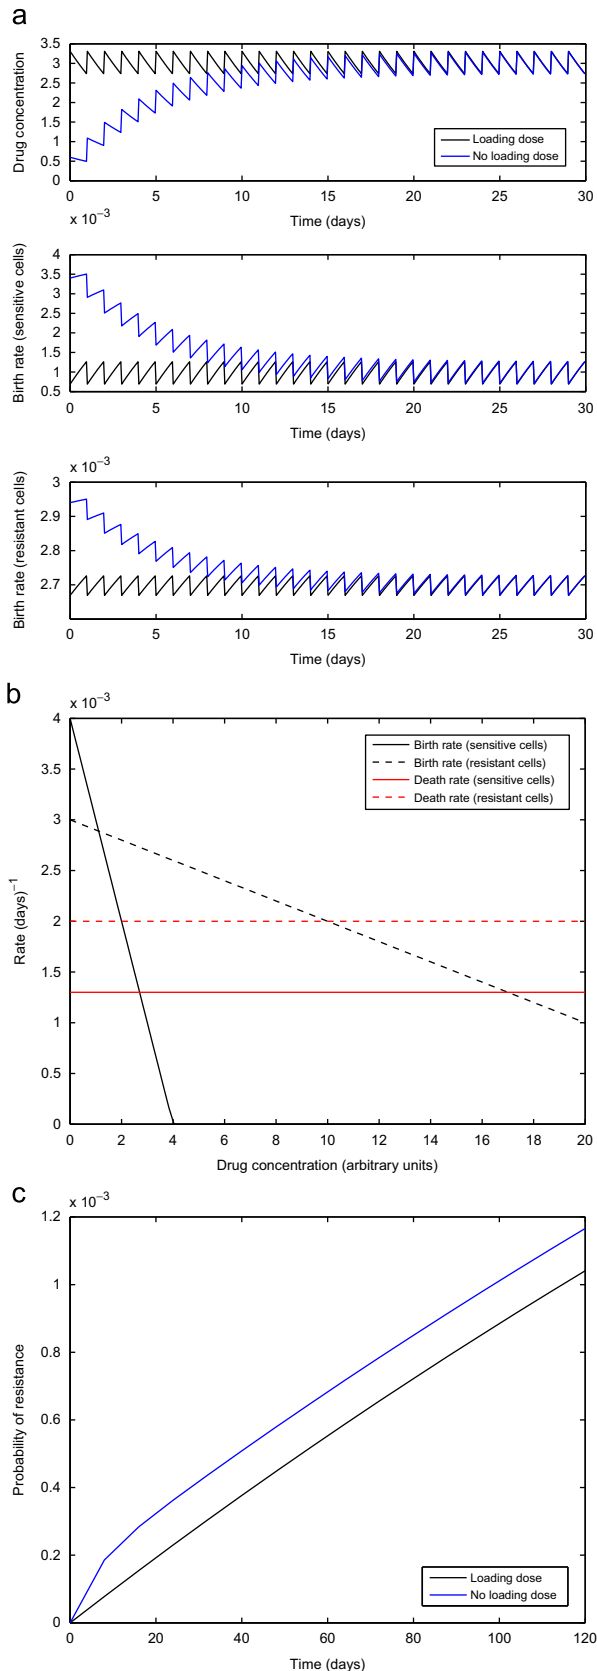 a
Drug concentration
3.5
3
2.5
2
1.5
1
0.5
0
Loading dose
No loading dose
0 5 10 15 20 25 30
Time (days)
x 10⁻³
Birth rate (sensitive cells)
4
3.5
3
2.5
2
1.5
1
0.5
0 5 10 15 20 25 30
Time (days)
x 10⁻³
Birth rate (resistant cells)
3
2.9
2.8
2.7
0 5 10 15 20 25 30
Time (days)
b
x 10⁻³
Rate (days)⁻¹
4
3.5
3
2.5
2
1.5
1
0.5
0
Birth rate (sensitive cells)
Birth rate (resistant cells)
Death rate (sensitive cells)
Death rate (resistant cells)
0 2 4 6 8 10 12 14 16 18 20
Drug concentration (arbitrary units)
c
x 10⁻³
Probability of resistance
1.2
1
0.8
0.6
0.4
0.2
0
Loading dose
No loading dose
0 20 40 60 80 100 120
Time (days)